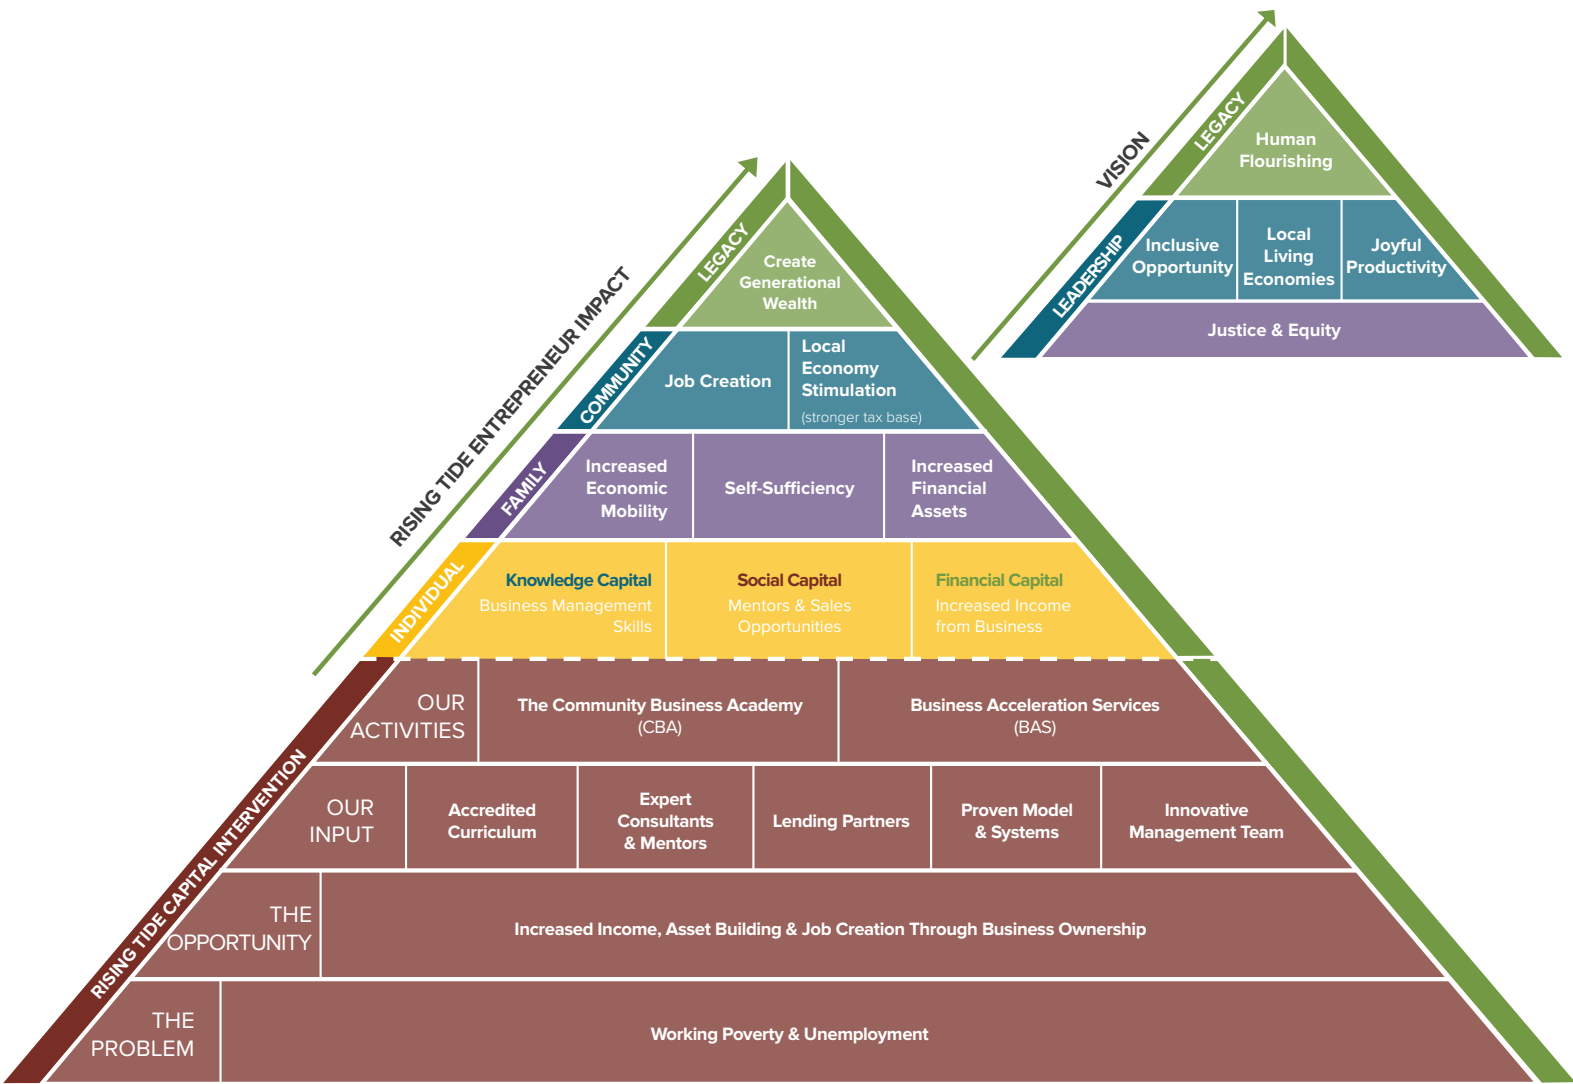 VISION
LEGACY
Human
Flourishing
LEADERSHIP
Inclusive
Opportunity
Local
Living
Economies
Joyful
Productivity
Justice & Equity
RISING TIDE ENTREPRENEUR IMPACT
LEGACY
Create
Generational
Wealth
COMMUNITY
Job Creation
Local
Economy
Stimulation
(stronger tax base)
FAMILY
Increased
Economic
Mobility
Self-Sufficiency
Increased
Financial
Assets
INDIVIDUAL
Knowledge Capital
Business Management
Skills
Social Capital
Mentors & Sales
Opportunities
Financial Capital
Increased Income
from Business
RISING TIDE CAPITAL INTERVENTION
OUR
ACTIVITIES
The Community Business Academy
(CBA)
Business Acceleration Services
(BAS)
OUR
INPUT
Accredited
Curriculum
Expert
Consultants
& Mentors
Lending Partners
Proven Model
& Systems
Innovative
Management Team
THE
OPPORTUNITY
Increased Income, Asset Building & Job Creation Through Business Ownership
THE
PROBLEM
Working Poverty & Unemployment